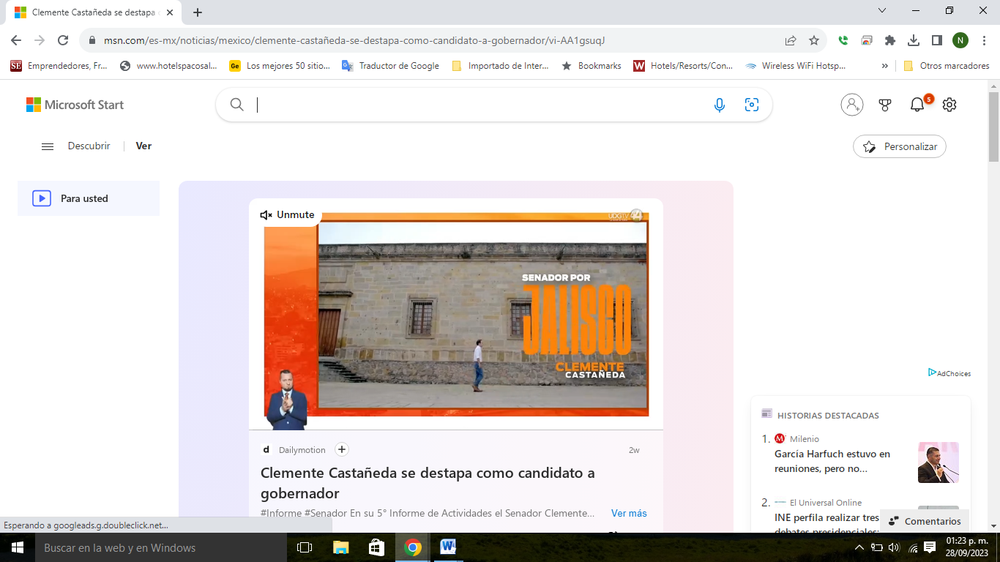 Clemente Castañeda se destapa c
msn.com/es-mx/noticias/mexico/clemente-castañeda-se-destapa-como-candidato-a-gobernador/vi-AA1gsuqJ
N
SE Emprendedores, Fr...
www.hotelspacosal...
Ge Los mejores 50 sitio...
Traductor de Google
Importado de Inter...
Bookmarks
W Hotels/Resorts/Con...
Wireless WiFi Hotsp...
»
Otros marcadores
Microsoft Start
5
Descubrir
Ver
Personalizar
Para usted
Unmute
UDGTV 44
SENADOR POR
JALISCO
CLEMENTE
CASTAÑEDA
AdChoices
d Dailymotion
2w
Clemente Castañeda se destapa como candidato a
gobernador
#Informe #Senador En su 5° Informe de Actividades el Senador Clemente...
Ver más
HISTORIAS DESTACADAS
1. M Milenio
García Harfuch estuvo en
reuniones, pero no...
2. El Universal Online
INE perfila realizar tres
debates presidenciales:
Comentarios
Esperando a googleads.g.doubleclick.net...
Buscar en la web y en Windows
01:23 p. m.
28/09/2023